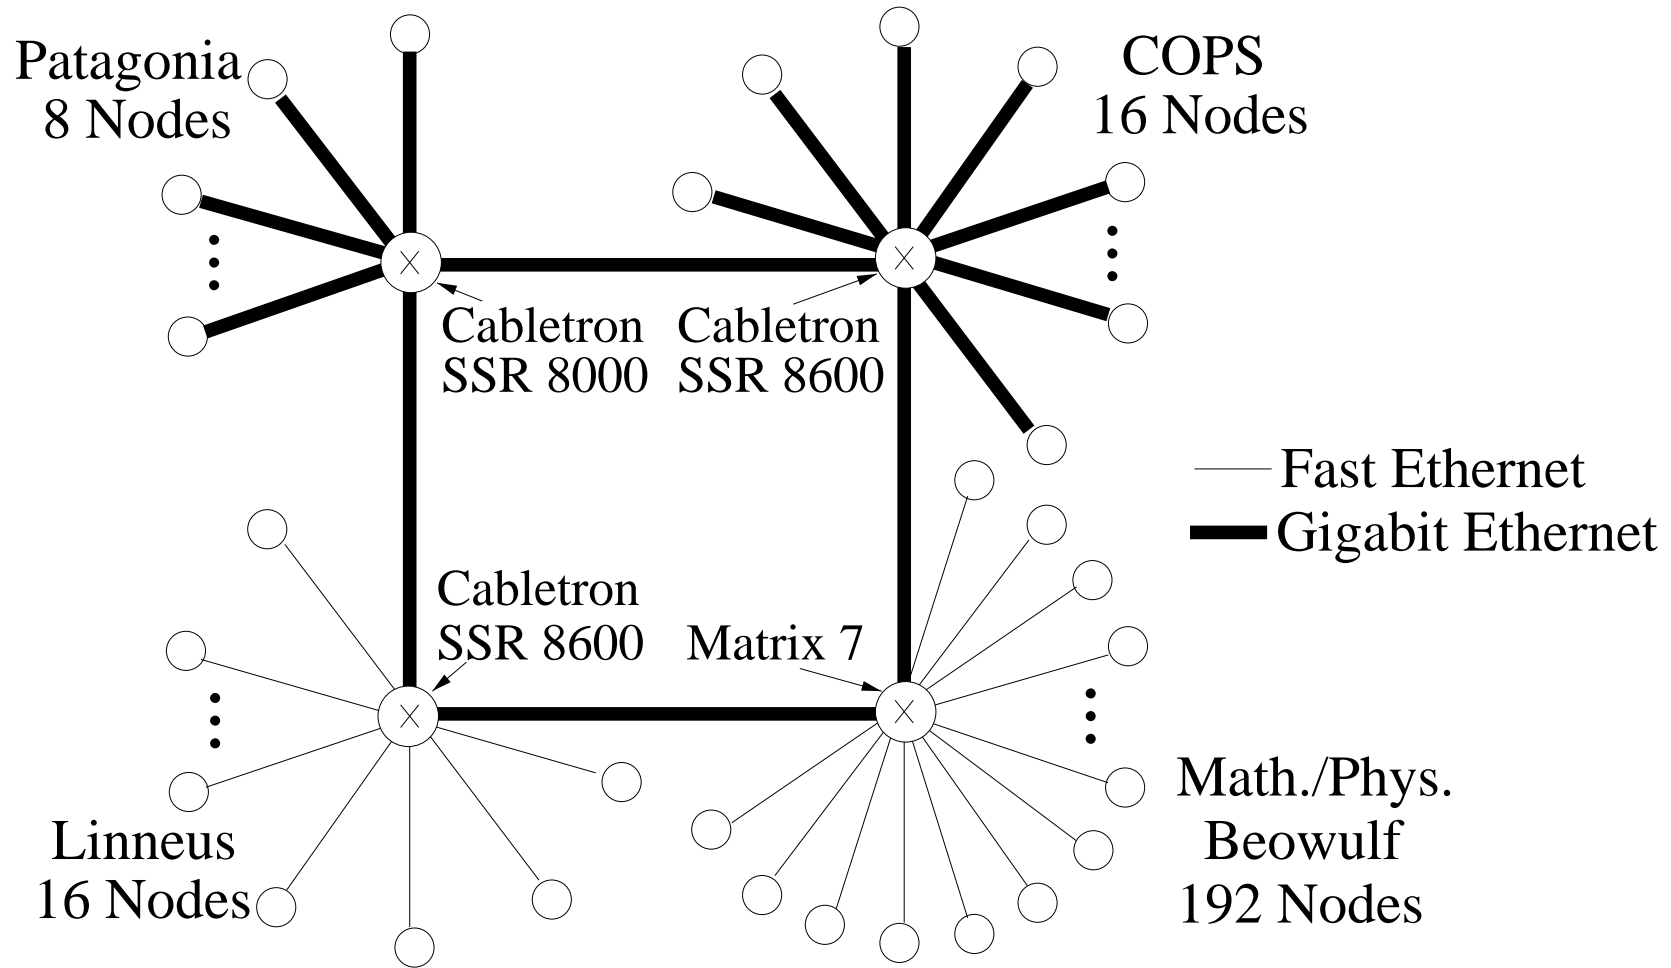 Patagonia
8 Nodes
COPS
16 Nodes
X
X
Cabletron
SSR 8000
Cabletron
SSR 8600
Fast Ethernet
Gigabit Ethernet
Cabletron
SSR 8600
Matrix 7
X
X
Linneus
16 Nodes
Math./Phys.
Beowulf
192 Nodes